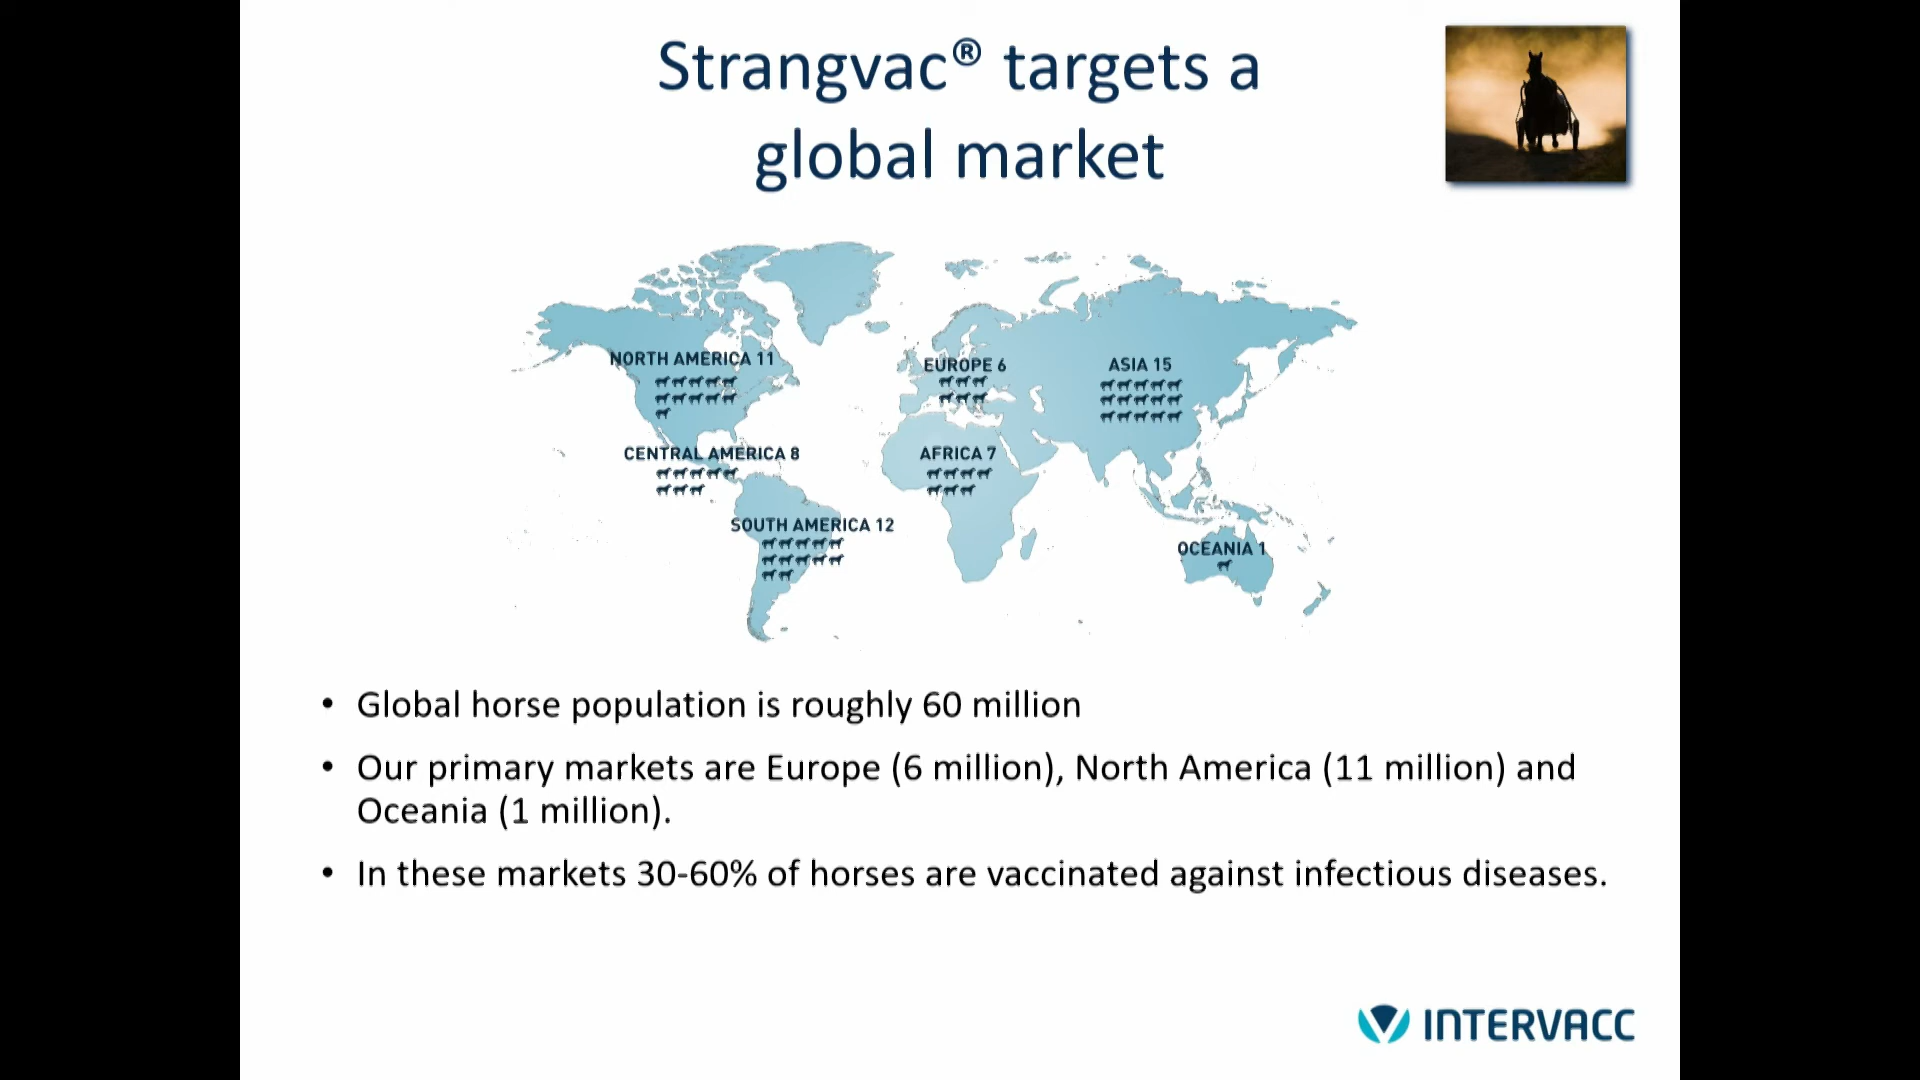 Strangvac® targets a
global market
NORTH AMERICA 11
EUROPE 6
ASIA 15
CENTRAL AMERICA 8
AFRICA 7
SOUTH AMERICA 12
OCEANIA 1
• Global horse population is roughly 60 million
• Our primary markets are Europe (6 million), North America (11 million) and
Oceania (1 million).
• In these markets 30-60% of horses are vaccinated against infectious diseases.
INTERVACC